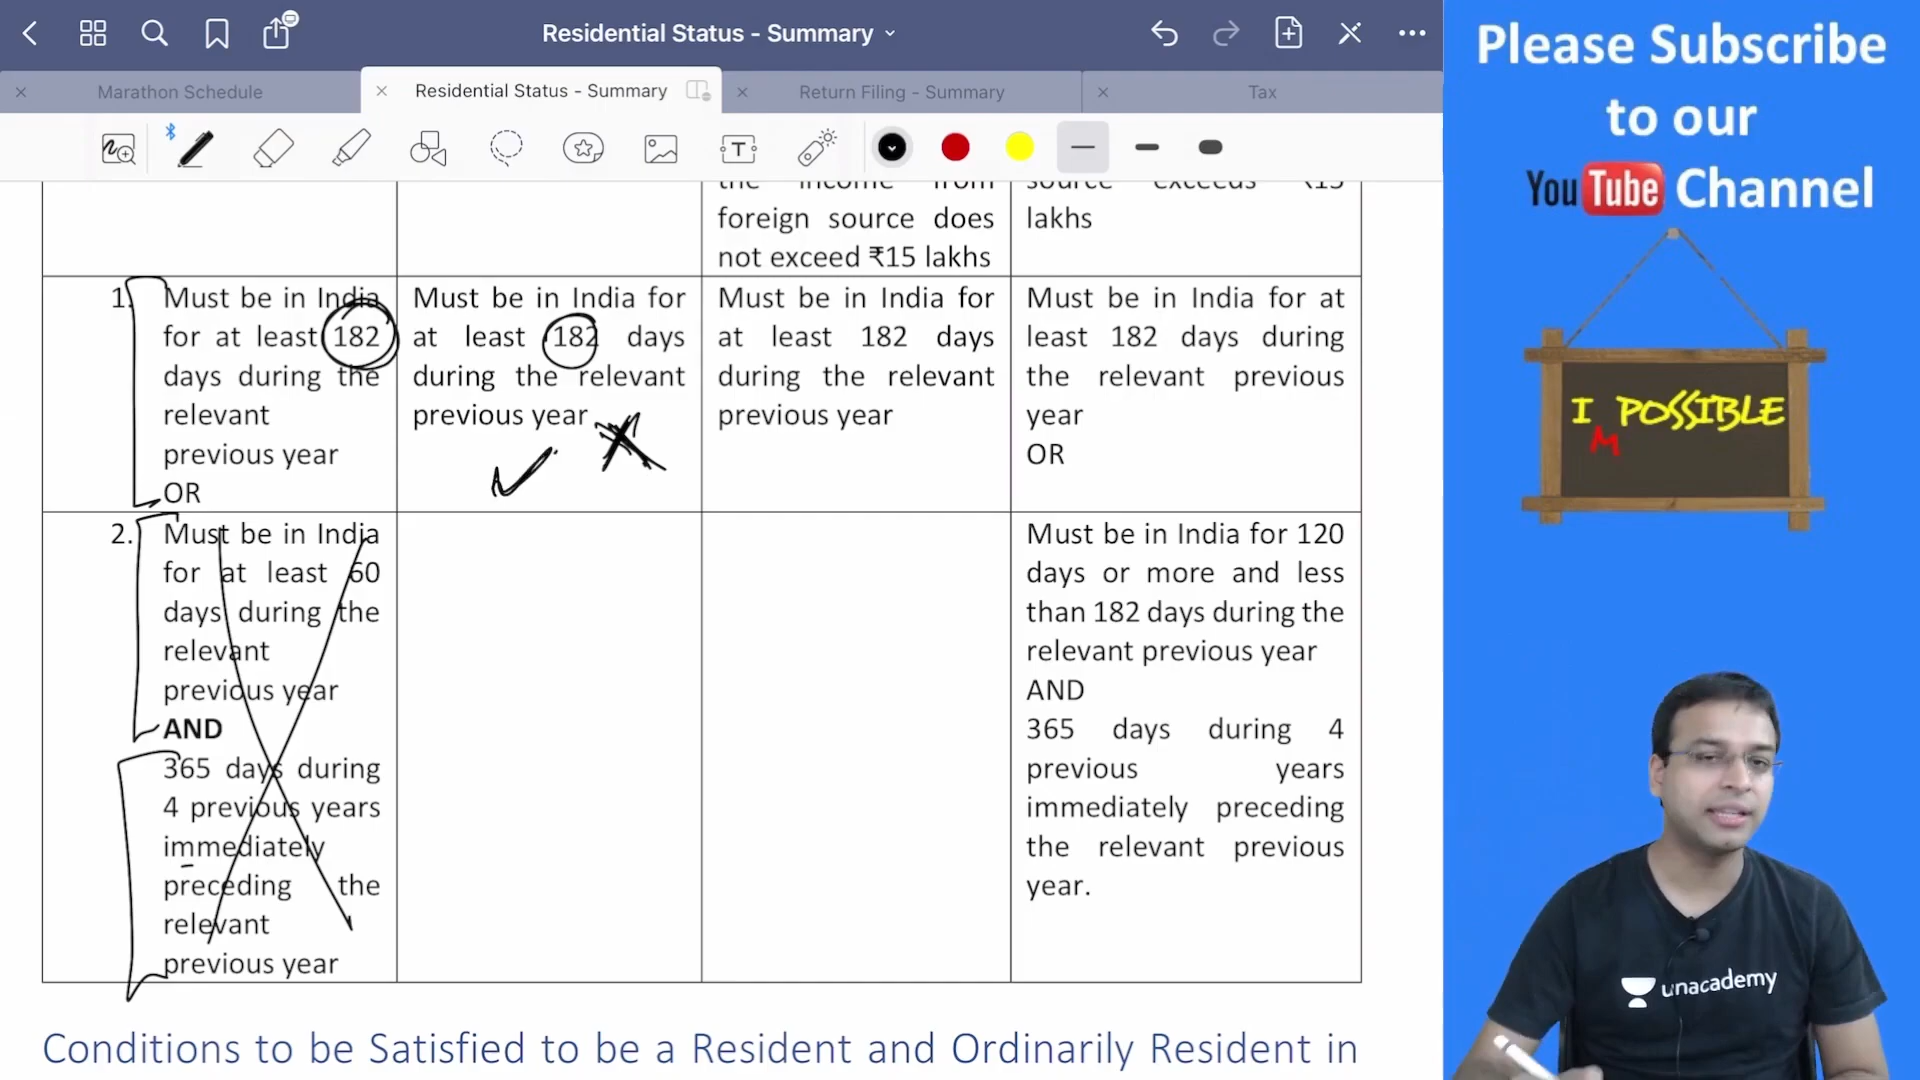 Residential Status - Summary
Please Subscribe
to our
YouTube Channel
Marathon Schedule
Residential Status - Summary
Return Filing - Summary
Tax
T
the income from
foreign source does
not exceed ₹15 lakhs
source exceeds ₹15
lakhs
1. Must be in India
for at least 182
days during the
relevant
previous year
OR
Must be in India for
at least 182 days
during the relevant
previous year
Must be in India for
at least 182 days
during the relevant
previous year
Must be in India for at
least 182 days during
the relevant previous
year
OR
2. Must be in India
for at least 60
days during the
relevant
previous year
AND
365 days during
4 previous years
immediately
preceding the
relevant
previous year
Must be in India for 120
days or more and less
than 182 days during the
relevant previous year
AND
365 days during 4
previous years
immediately preceding
the relevant previous
year.
Conditions to be Satisfied to be a Resident and Ordinarily Resident in
I POSSIBLE
M
unacademy